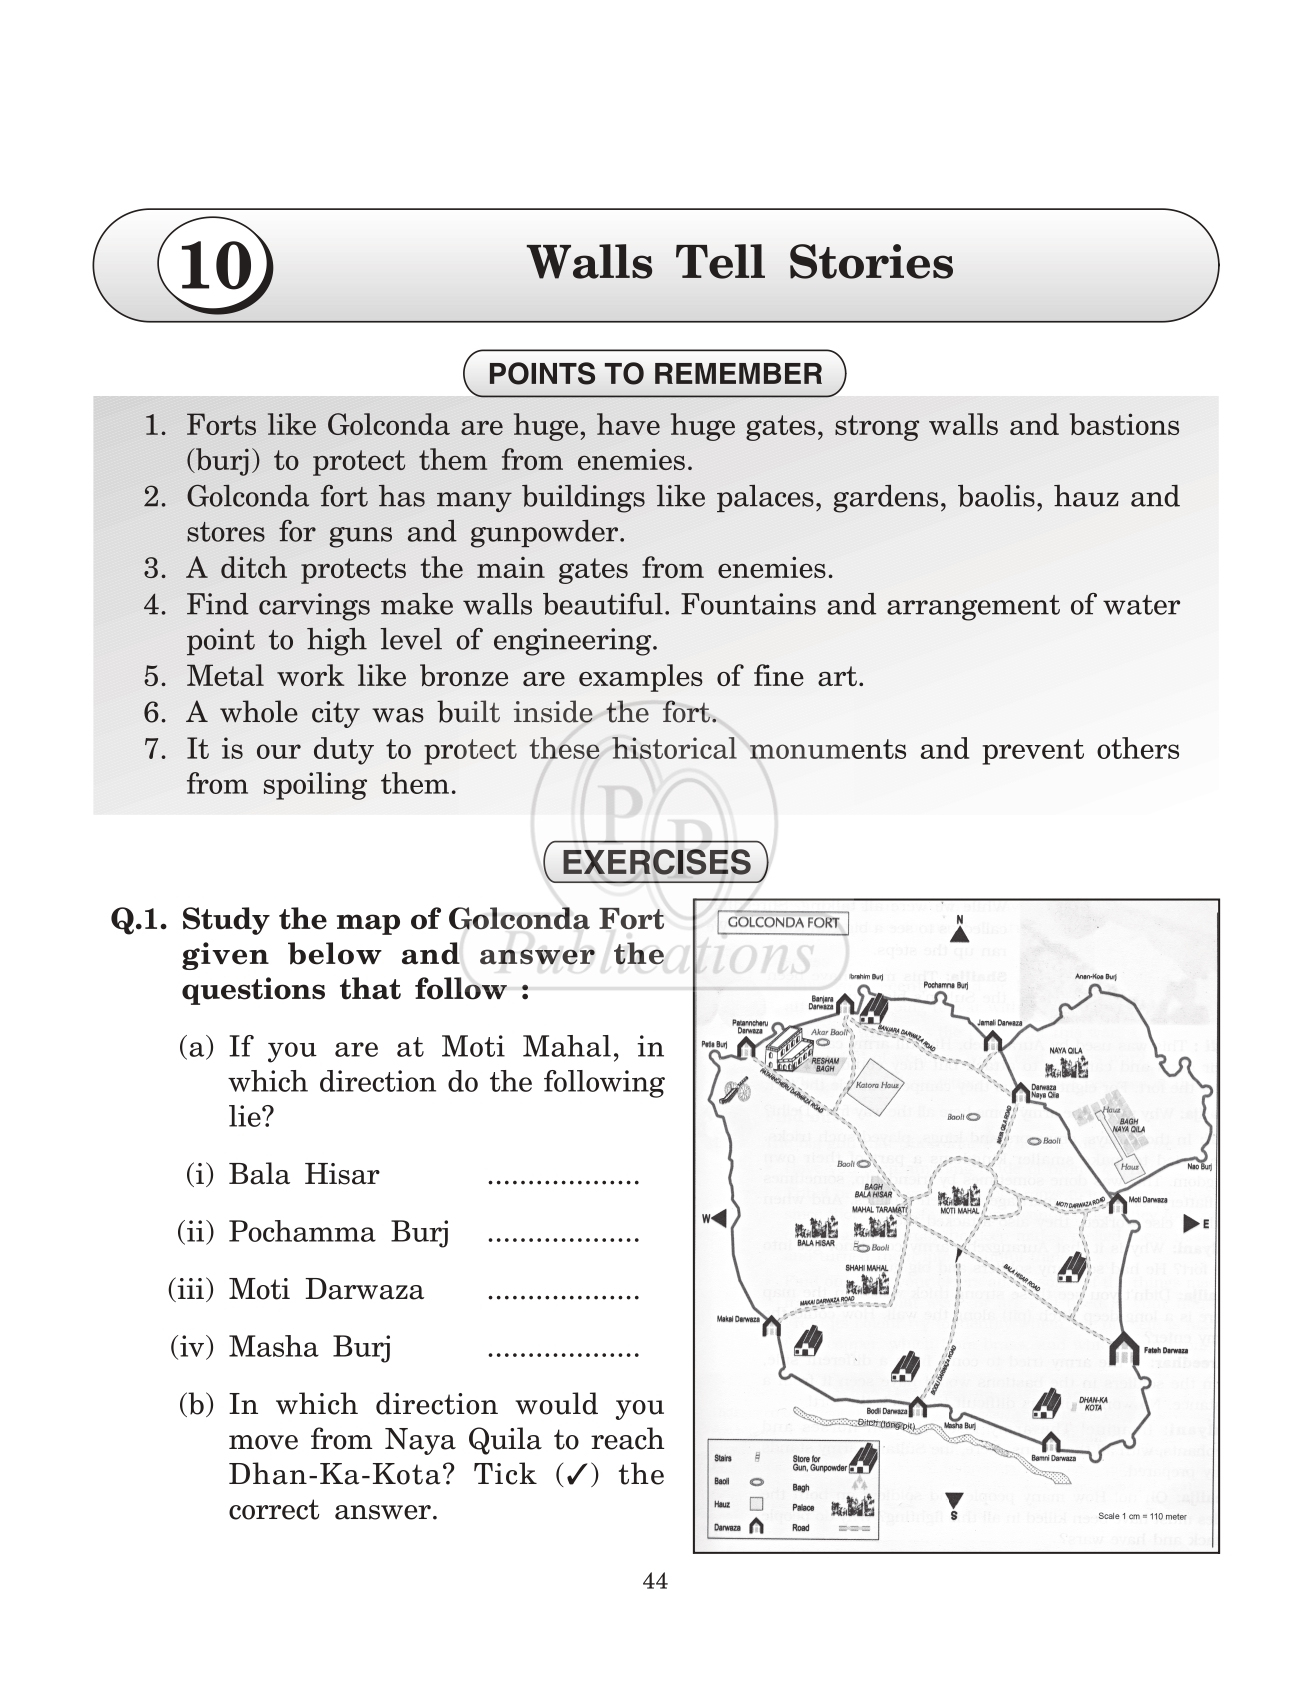 10
Walls Tell Stories
POINTS TO REMEMBER
1. Forts like Golconda are huge, have huge gates, strong walls and bastions
(burj) to protect them from enemies.
2. Golconda fort has many buildings like palaces, gardens, baolis, hauz and
stores for guns and gunpowder.
3. A ditch protects the main gates from enemies.
4. Find carvings make walls beautiful. Fountains and arrangement of water
point to high level of engineering.
5. Metal work like bronze are examples of fine art.
6. A whole city was built inside the fort.
7. It is our duty to protect these historical monuments and prevent others
from spoiling them.
PP
Publications
EXERCISES
Q.1. Study the map of Golconda Fort
given below and answer the
questions that follow :
(a) If you are at Moti Mahal, in
which direction do the following
lie?
(i) Bala Hisar ...................
(ii) Pochamma Burj ...................
(iii) Moti Darwaza ...................
(iv) Masha Burj ...................
(b) In which direction would you
move from Naya Quila to reach
Dhan-Ka-Kota? Tick (✓) the
correct answer.
GOLCONDA FORT
N
Ibrahim Burj
Pochamna Burj
Anan-Koa Burj
Banjara
Darwaza
Patanncheru
Darwaza
Akar Baoli
BANJARA DARWAZA ROAD
Jamali Darwaza
Petla Burj
RESHAM
BAGH
NAYA QILA
PATANCHERU DARWAZA ROAD
Katora Hauz
Darwaza
Naya Qila
Hauz
BAGH
NAYA QILA
Baoli
NAYA QILA ROAD
Baoli
Baoli
Hauz
Nao Burj
BAGH
BALA HISAR
MAHAL TARAMATI
MOTI MAHAL
MOTI DARWAZA ROAD
Moti Darwaza
W
E
BALA HISAR
Baoli
SHAHI MAHAL
BALA HISAR ROAD
MAKAI DARWAZA ROAD
Makai Darwaza
Fateh Darwaza
BODLI DARWAZA ROAD
DHAN-KA
KOTA
Bodli Darwaza
Ditch (long pit)
Masha Burj
Bamni Darwaza
Stairs
Store for
Gun, Gunpowder
Baoli
Bagh
Hauz
Palace
Darwaza
Road
S
Scale 1 cm = 110 meter
44